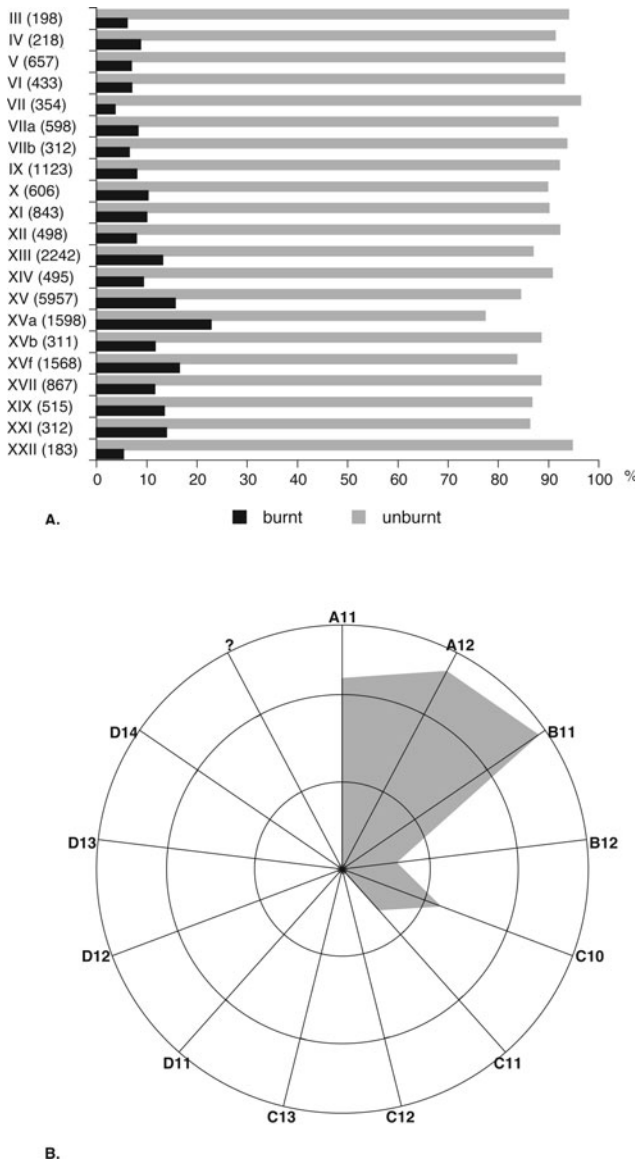 III (198)
IV (218)
V (657)
VI (433)
VII (354)
VIIa (598)
VIIb (312)
IX (1123)
X (606)
XI (843)
XII (498)
XIII (2242)
XIV (495)
XV (5957)
XVa (1598)
XVb (311)
XVf (1568)
XVII (867)
XIX (515)
XXI (312)
XXII (183)
0 10 20 30 40 50 60 70 80 90 100 %
A. burnt unburnt
A11
? A12
D14 B11
D13 B12
D12 C10
D11 C11
C13 C12
B.